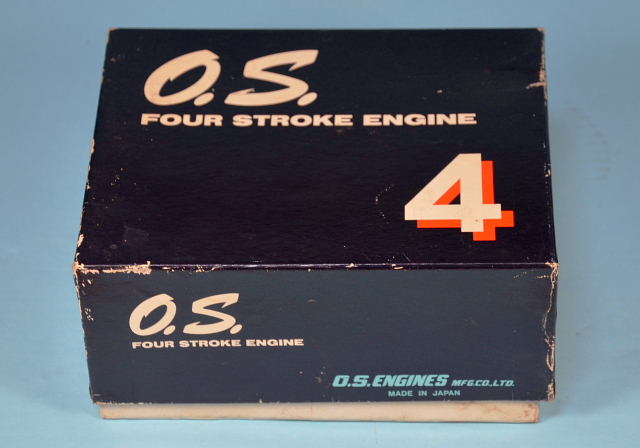 O.S.
FOUR STROKE ENGINE
4
O.S.
FOUR STROKE ENGINE
O.S.ENGINES MFG.CO.,LTD.
MADE IN JAPAN